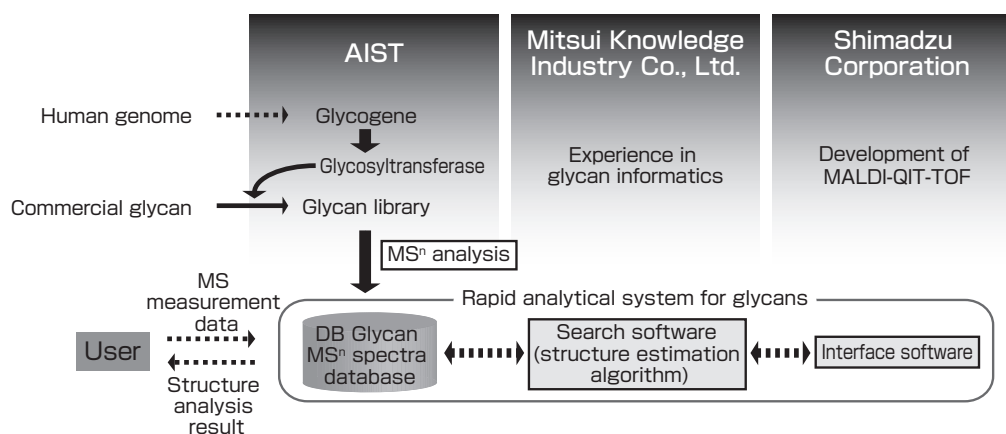 AIST
Mitsui Knowledge
Industry Co., Ltd.
Shimadzu
Corporation
Human genome
Glycogene
Glycosyltransferase
Commercial glycan
Glycan library
Experience in
glycan informatics
Development of
MALDI-QIT-TOF
MSⁿ analysis
Rapid analytical system for glycans
User
MS
measurement
data
Structure
analysis
result
DB Glycan
MSⁿ spectra
database
Search software
(structure estimation
algorithm)
Interface software